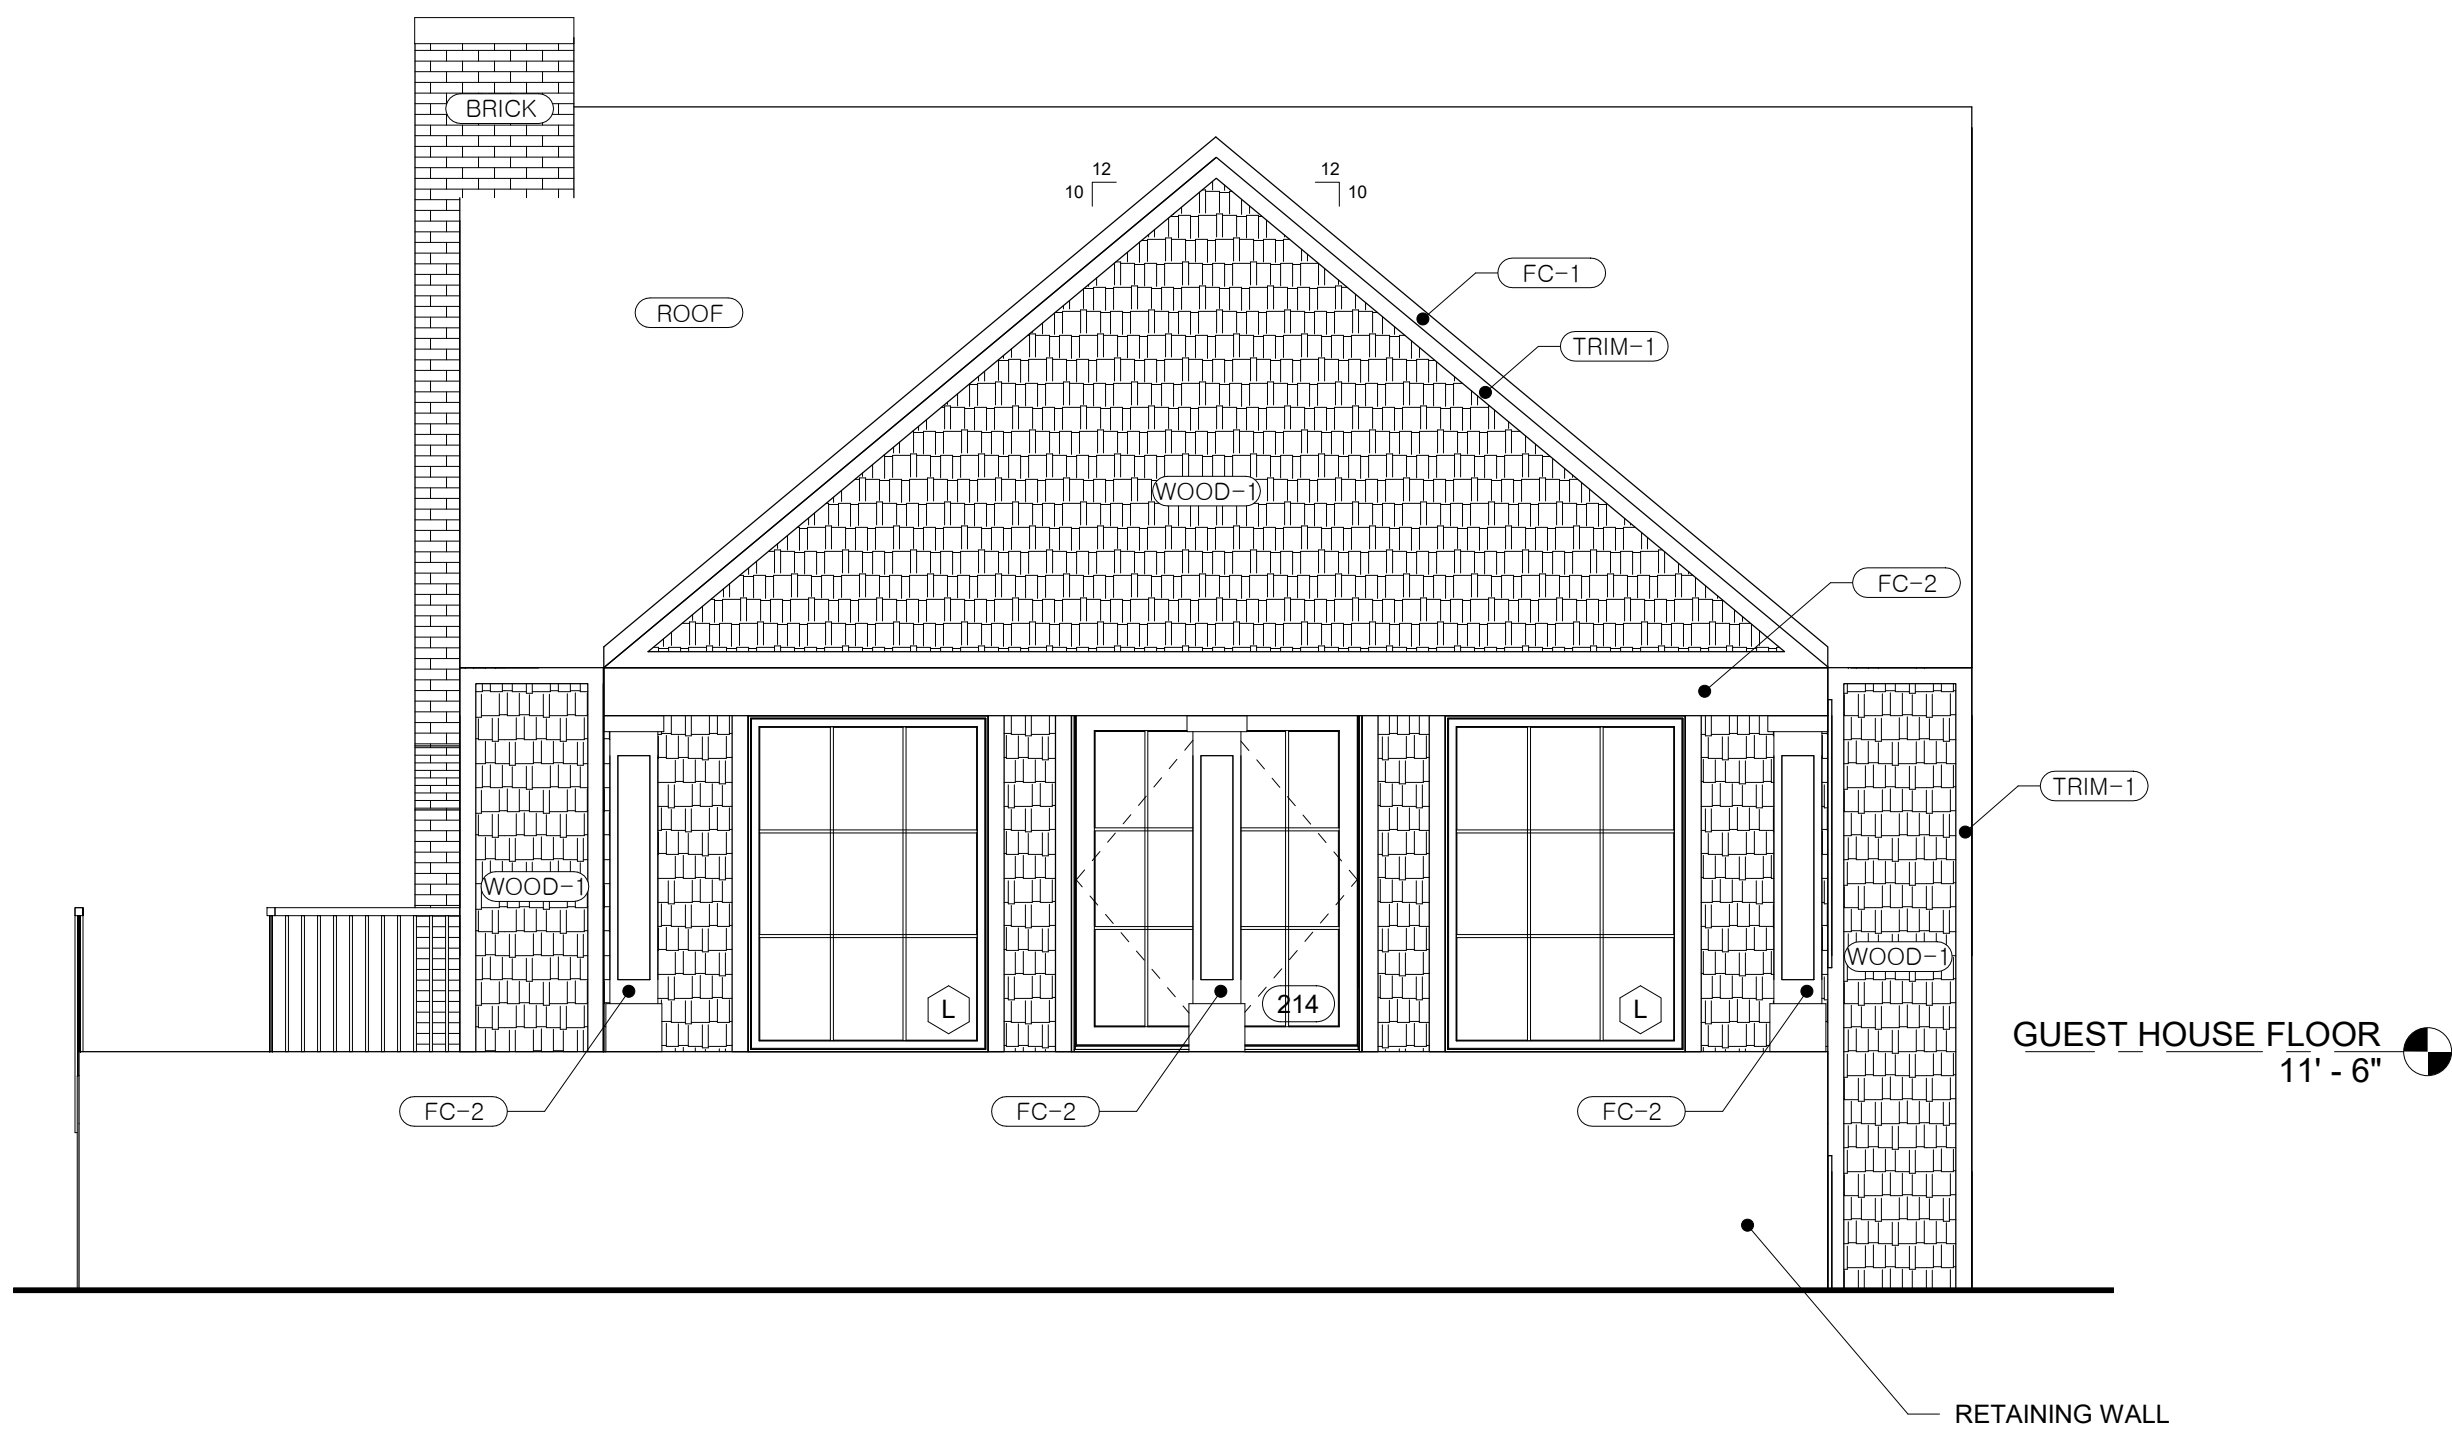 BRICK
12
12
10
10
FC-1
ROOF
TRIM-1
WOOD-1
FC-2
TRIM-1
WOOD-1
WOOD-1
L
214
L
GUEST HOUSE FLOOR
11' - 6"
FC-2
FC-2
FC-2
RETAINING WALL